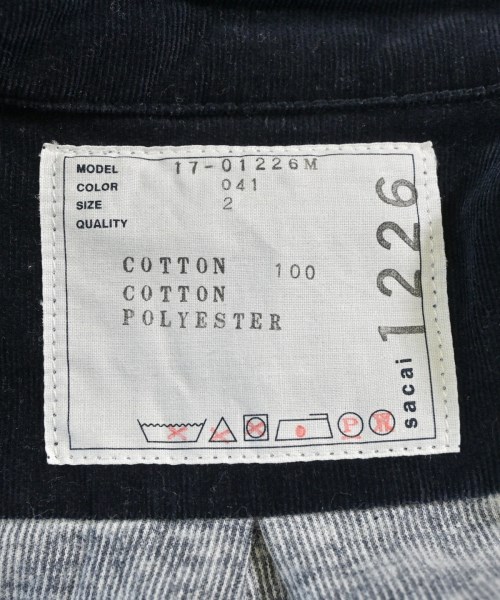 MODEL 17-01226M
COLOR 041
SIZE 2
QUALITY
COTTON 100
COTTON
POLYESTER
P
W
sacai 1226